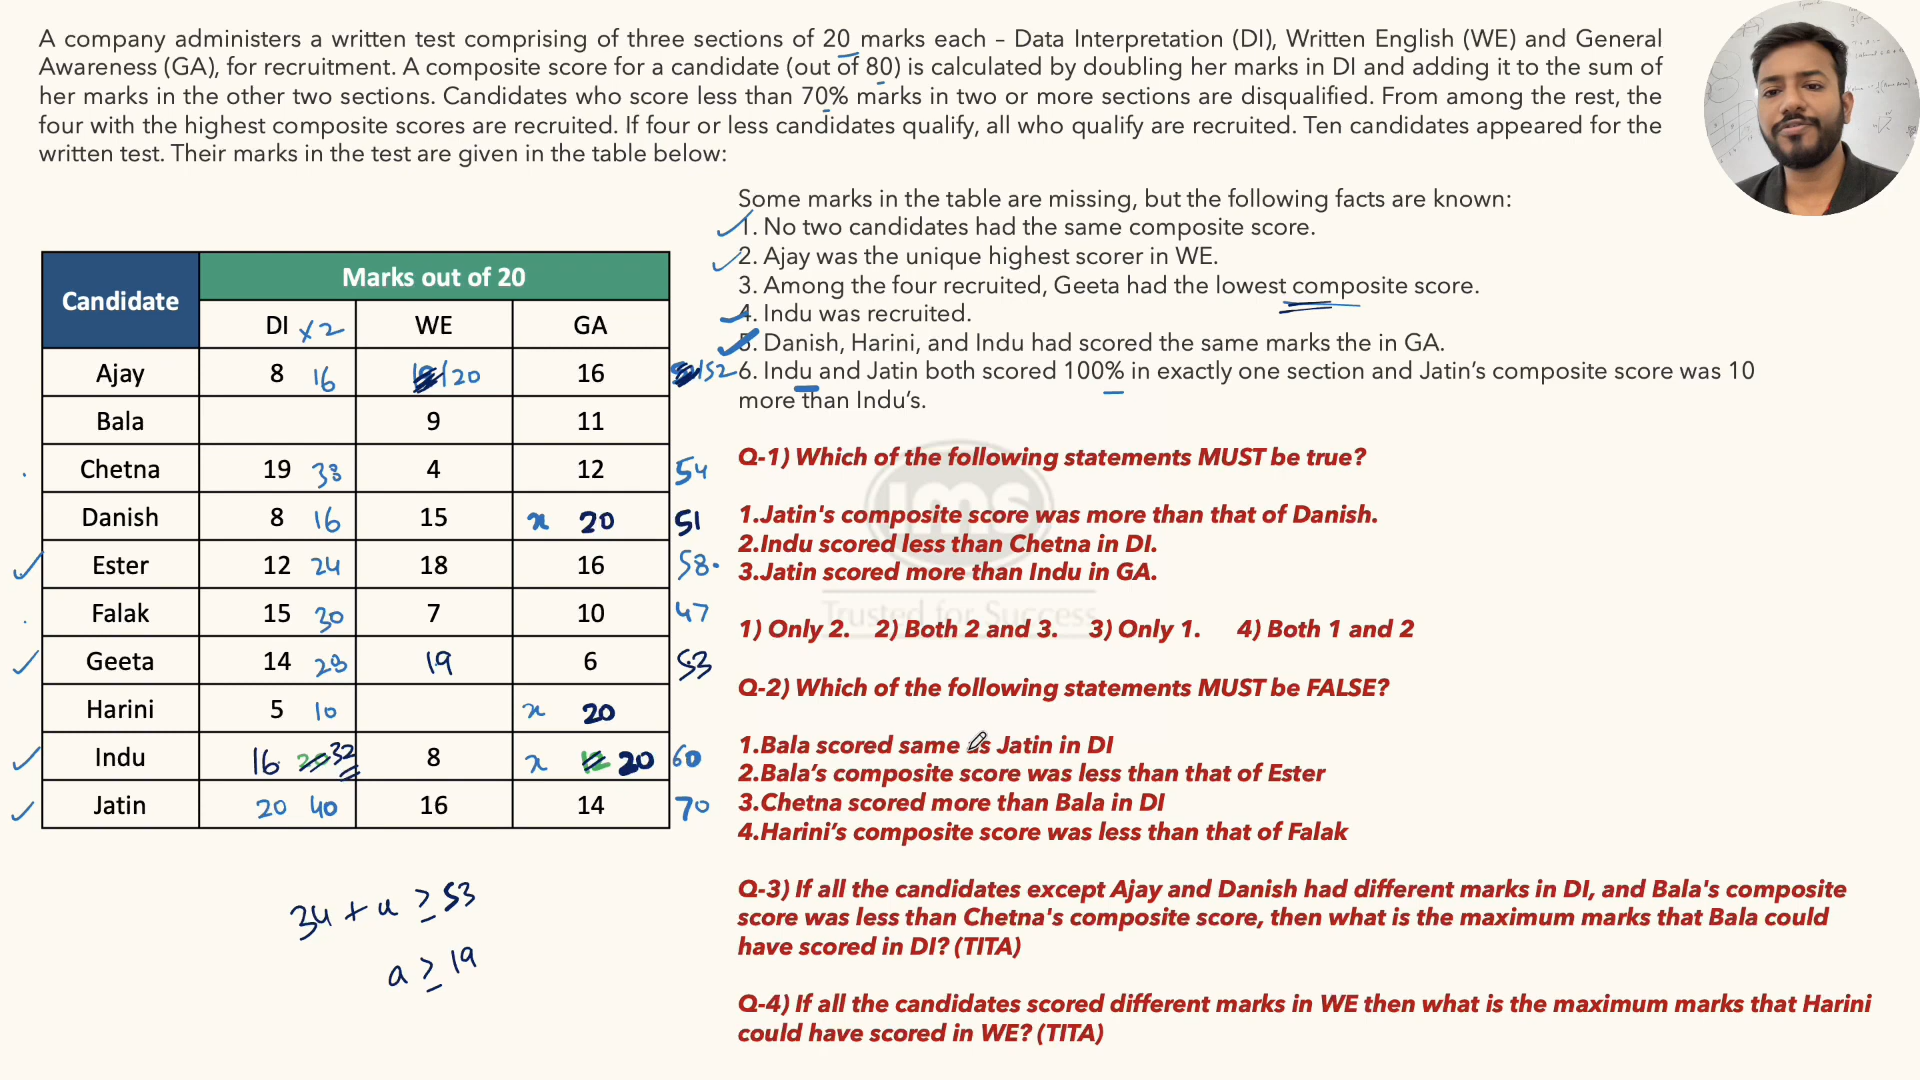 A company administers a written test comprising of three sections of 20 marks each – Data Interpretation (DI), Written English (WE) and General
Awareness (GA), for recruitment. A composite score for a candidate (out of 80) is calculated by doubling her marks in DI and adding it to the sum of
her marks in the other two sections. Candidates who score less than 70% marks in two or more sections are disqualified. From among the rest, the
four with the highest composite scores are recruited. If four or less candidates qualify, all who qualify are recruited. Ten candidates appeared for the
written test. Their marks in the test are given in the table below:
Some marks in the table are missing, but the following facts are known:
1. No two candidates had the same composite score.
2. Ajay was the unique highest scorer in WE.
3. Among the four recruited, Geeta had the lowest composite score.
4. Indu was recruited.
5. Danish, Harini, and Indu had scored the same marks the in GA.
6. Indu and Jatin both scored 100% in exactly one section and Jatin's composite score was 10
more than Indu's.
Candidate Marks out of 20
DI x2 WE GA
Ajay 8 16 /20 16 /52
Bala 9 11
Chetna 19 38 4 12 54
Danish 8 16 15 x 20 51
Ester 12 24 18 16 58.
Falak 15 30 7 10 47
Geeta 14 28 19 6 53
Harini 5 10 x 20
Indu 16 32 8 x 20 60
Jatin 20 40 16 14 70
34 + a ≥ 53
a ≥ 19
Q-1) Which of the following statements MUST be true?
1.Jatin's composite score was more than that of Danish.
2.Indu scored less than Chetna in DI.
3.Jatin scored more than Indu in GA.
1) Only 2. 2) Both 2 and 3. 3) Only 1. 4) Both 1 and 2
Q-2) Which of the following statements MUST be FALSE?
1.Bala scored same as Jatin in DI
2.Bala's composite score was less than that of Ester
3.Chetna scored more than Bala in DI
4.Harini's composite score was less than that of Falak
Q-3) If all the candidates except Ajay and Danish had different marks in DI, and Bala's composite
score was less than Chetna's composite score, then what is the maximum marks that Bala could
have scored in DI? (TITA)
Q-4) If all the candidates scored different marks in WE then what is the maximum marks that Harini
could have scored in WE? (TITA)
ims
Trusted for Success